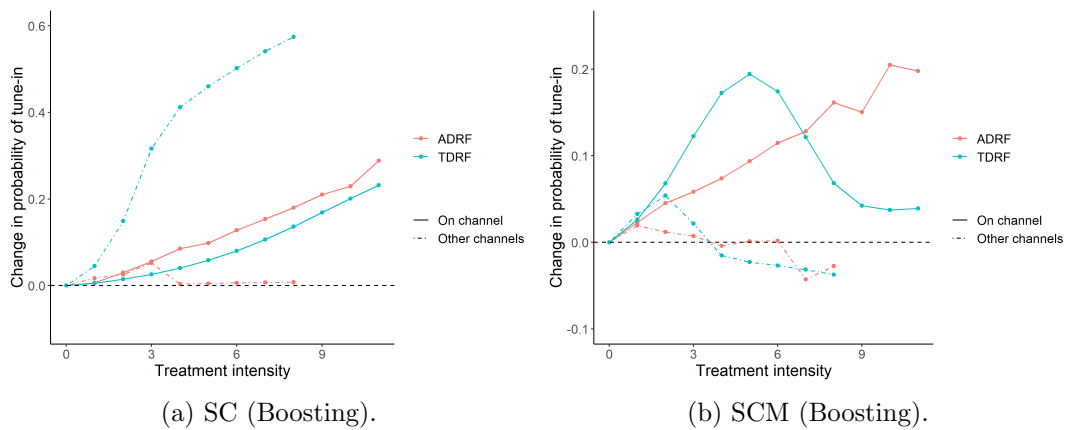 Change in probability of tune-in
0.6
0.4
0.2
0.0
0
3
6
9
Treatment intensity
ADRF
TDRF
On channel
Other channels
(a) SC (Boosting).
Change in probability of tune-in
0.2
0.1
0.0
-0.1
0
3
6
9
Treatment intensity
ADRF
TDRF
On channel
Other channels
(b) SCM (Boosting).